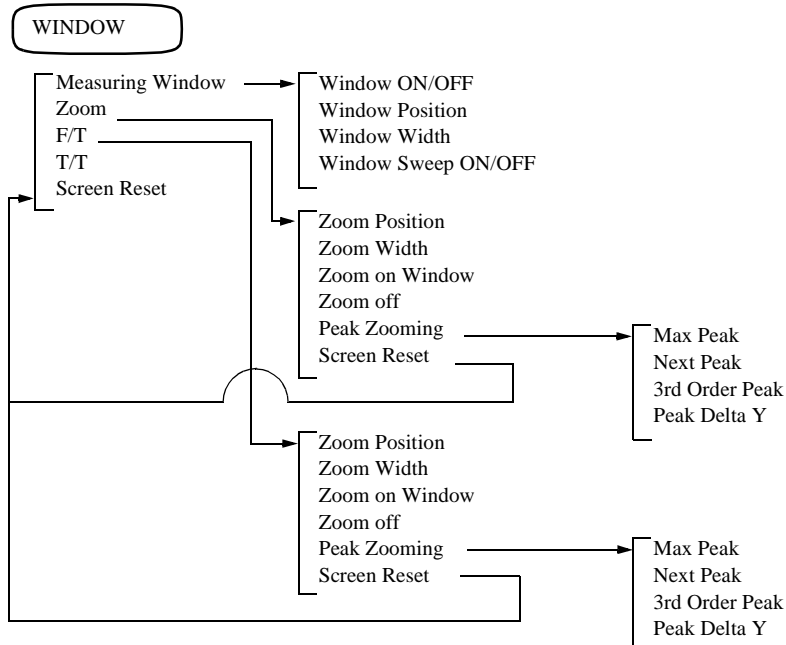 WINDOW
Measuring Window
Zoom
F/T
T/T
Screen Reset
Window ON/OFF
Window Position
Window Width
Window Sweep ON/OFF
Zoom Position
Zoom Width
Zoom on Window
Zoom off
Peak Zooming
Screen Reset
Max Peak
Next Peak
3rd Order Peak
Peak Delta Y
Zoom Position
Zoom Width
Zoom on Window
Zoom off
Peak Zooming
Screen Reset
Max Peak
Next Peak
3rd Order Peak
Peak Delta Y